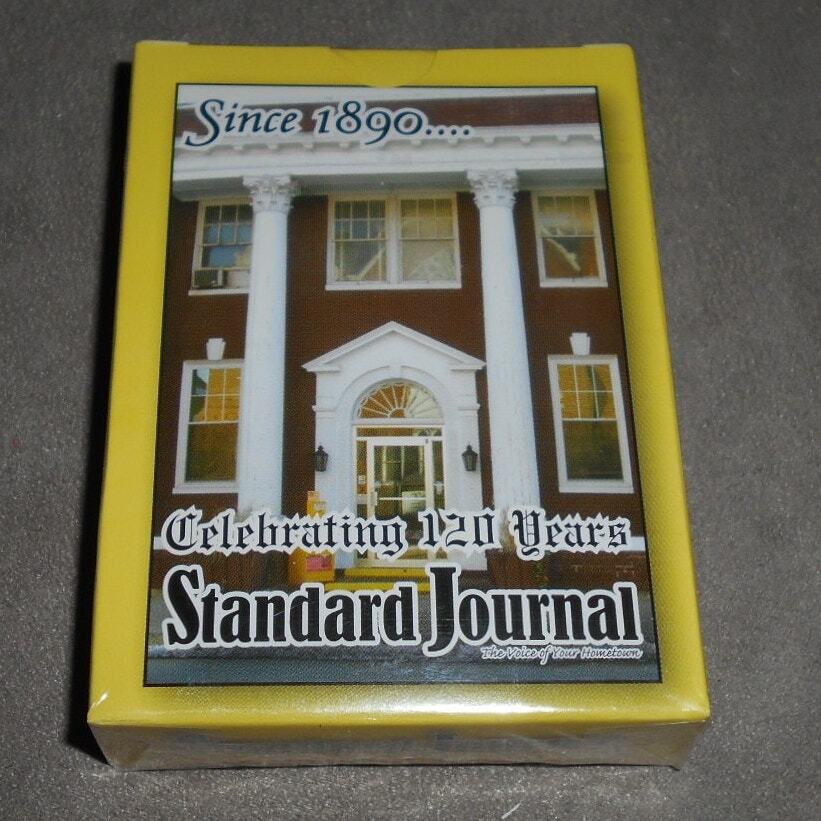 Since 1890....
Celebrating 120 Years
Standard Journal
The Voice of Your Hometown